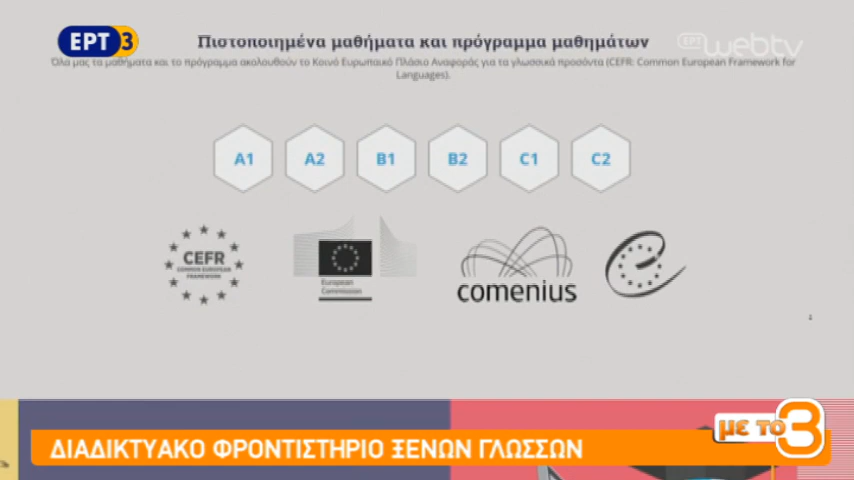 ΕΡΤ3
Πιστοποιημένα μαθήματα και πρόγραμμα μαθημάτων
ΕΡΤ webtv
Όλα μας τα μαθήματα και το πρόγραμμα ακολουθούν το Κοινό Ευρωπαικό Πλάσιο Αναφοράς για τα γλωσσικά προσόντα (CEFR: Common European Framework for
Languages).
A1 A2 B1 B2 C1 C2
CEFR
COMMON EUROPEAN
FRAMEWORK
European
Commission
comenius
με το 3
ΔΙΑΔΙΚΤΥΑΚΟ ΦΡΟΝΤΙΣΤΗΡΙΟ ΞΕΝΩΝ ΓΛΩΣΣΩΝ